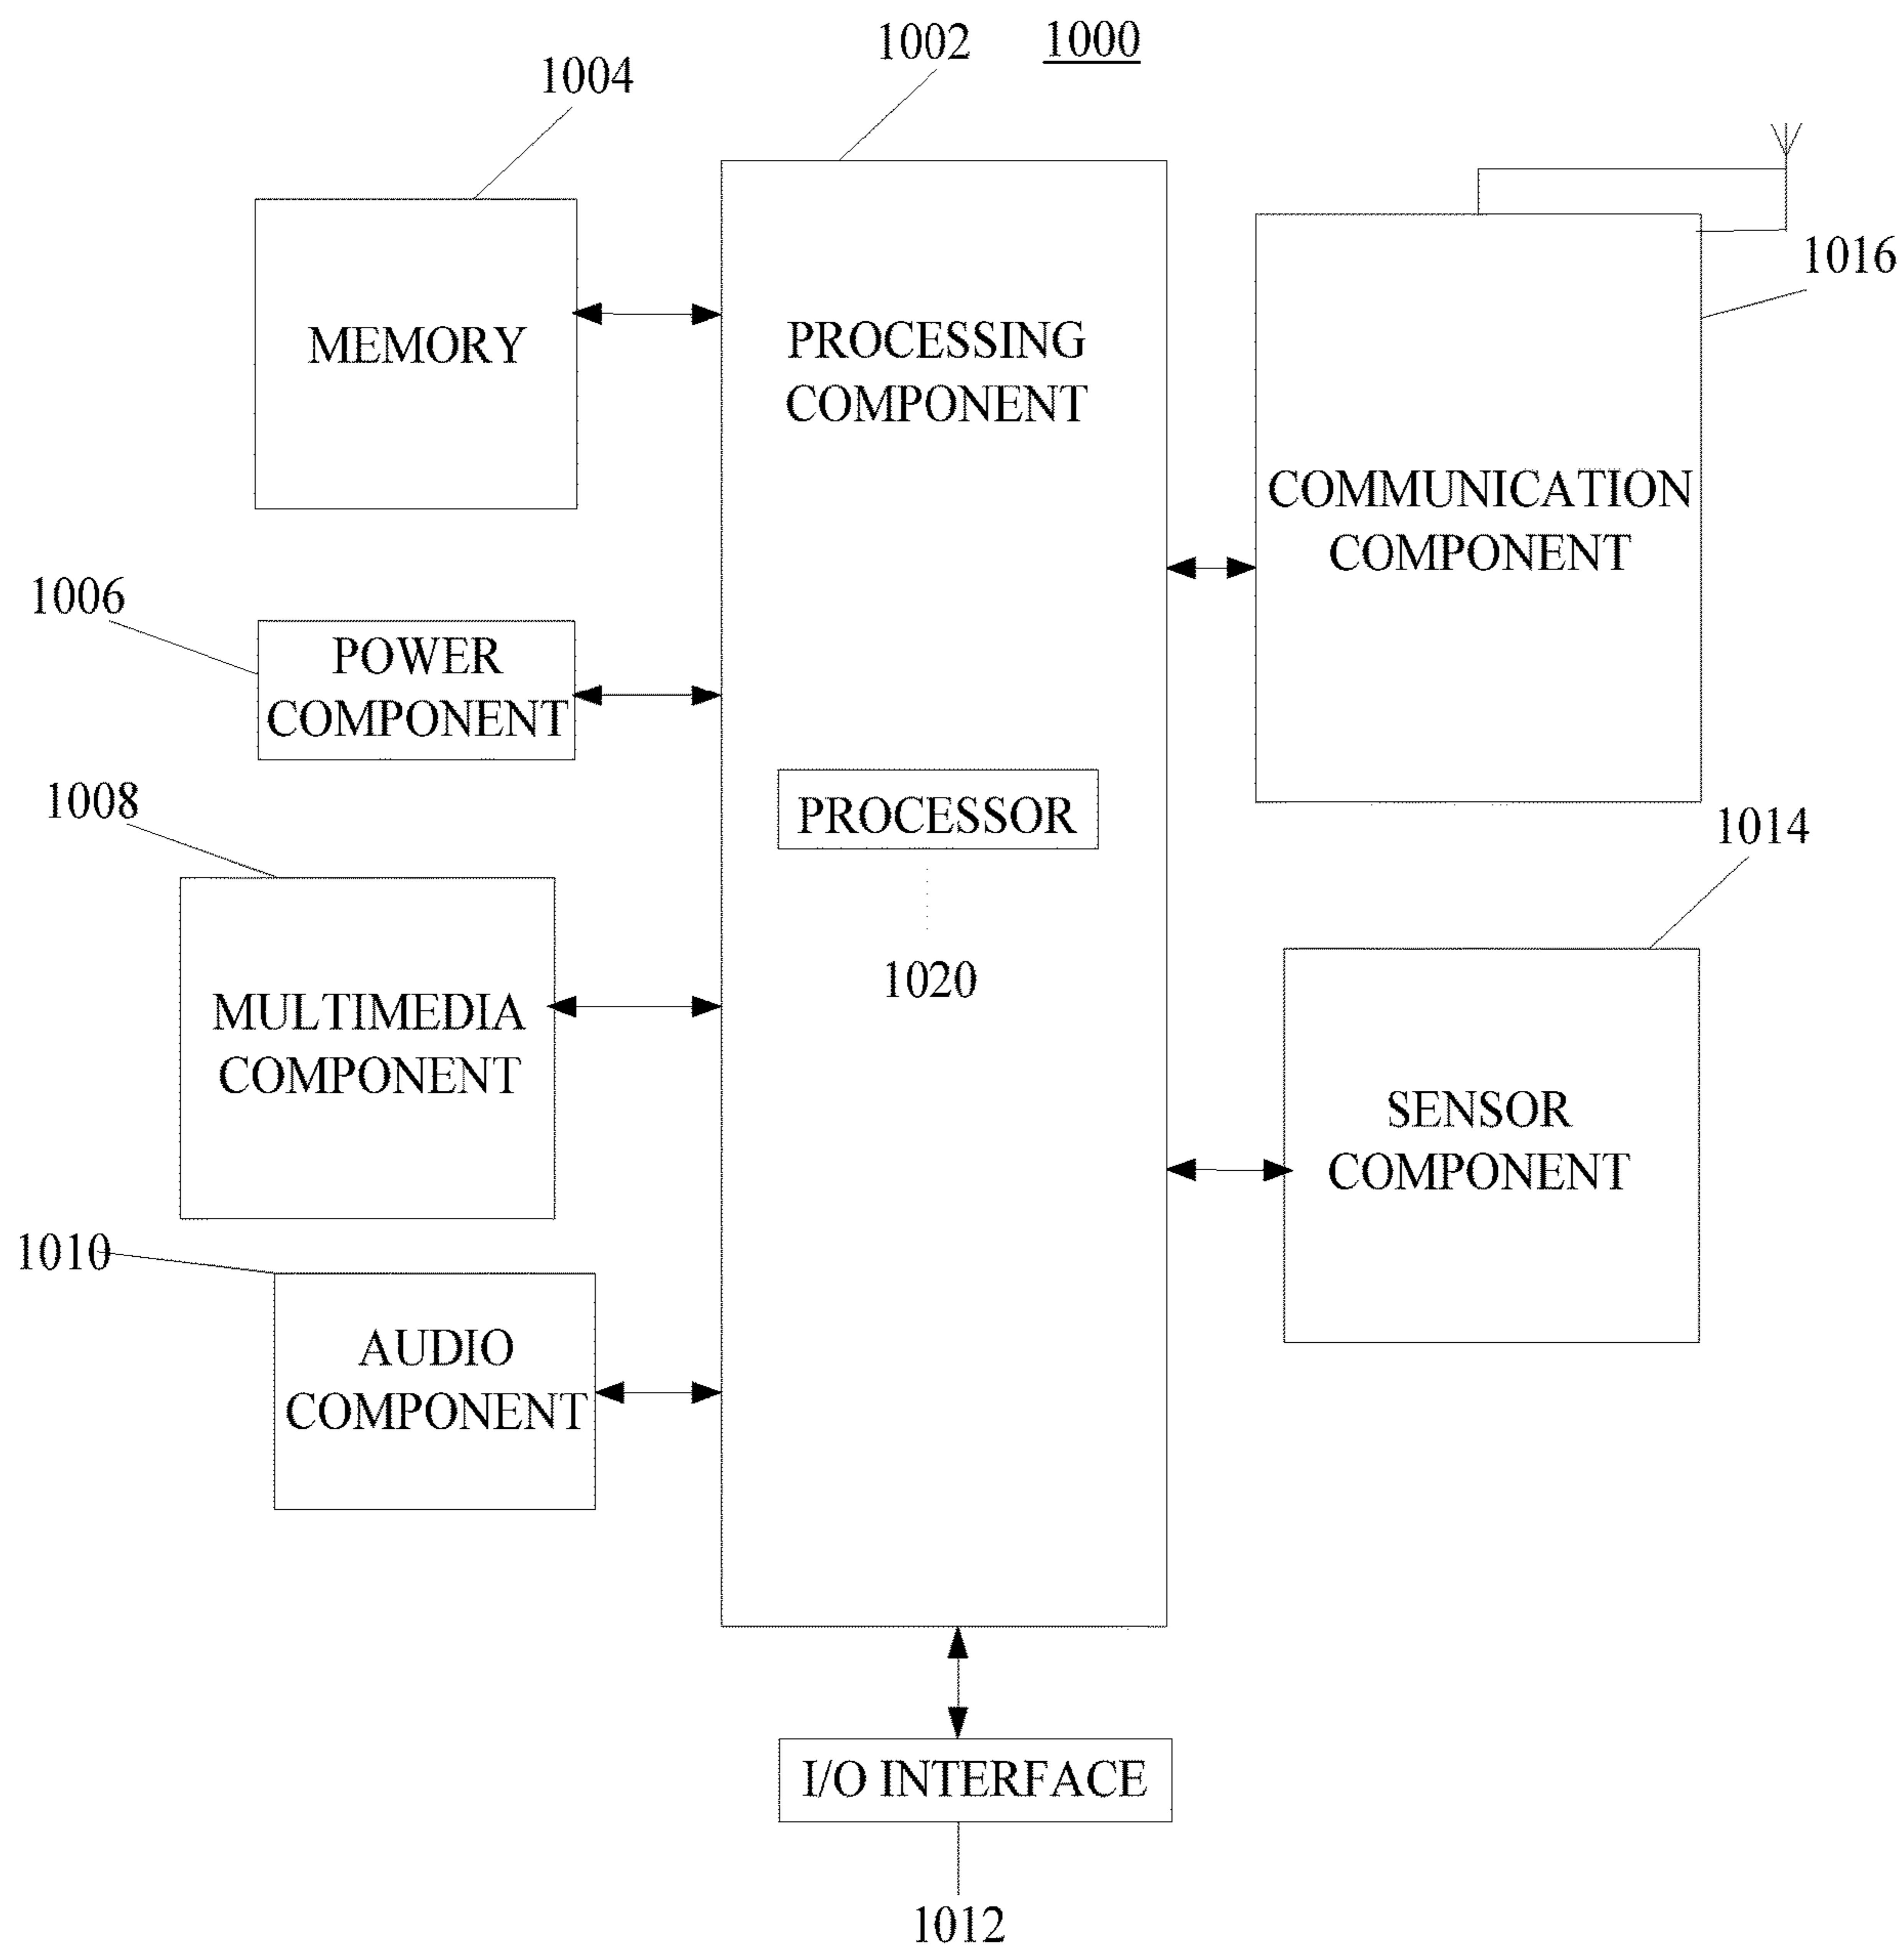 1002
1000
1004
MEMORY
PROCESSING
COMPONENT
1016
COMMUNICATION
COMPONENT
1006
POWER
COMPONENT
1008
PROCESSOR
1014
1020
MULTIMEDIA
COMPONENT
SENSOR
COMPONENT
1010
AUDIO
COMPONENT
I/O INTERFACE
1012